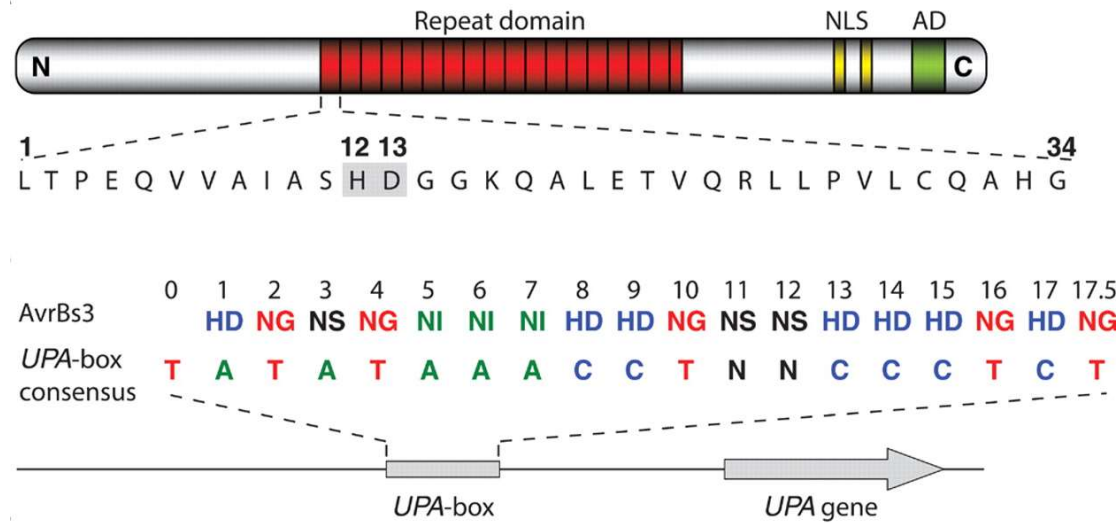 Repeat domain NLS AD
N C
1 12 13 34
L T P E Q V V A I A S H D G G K Q A L E T V Q R L L P V L C Q A H G
0 1 2 3 4 5 6 7 8 9 10 11 12 13 14 15 16 17 17.5
AvrBs3 HD NG NS NG NI NI NI HD HD NG NS NS HD HD HD NG HD NG
UPA-box
consensus T A T A T A A A C C T N N C C C T C T
UPA-box UPA gene